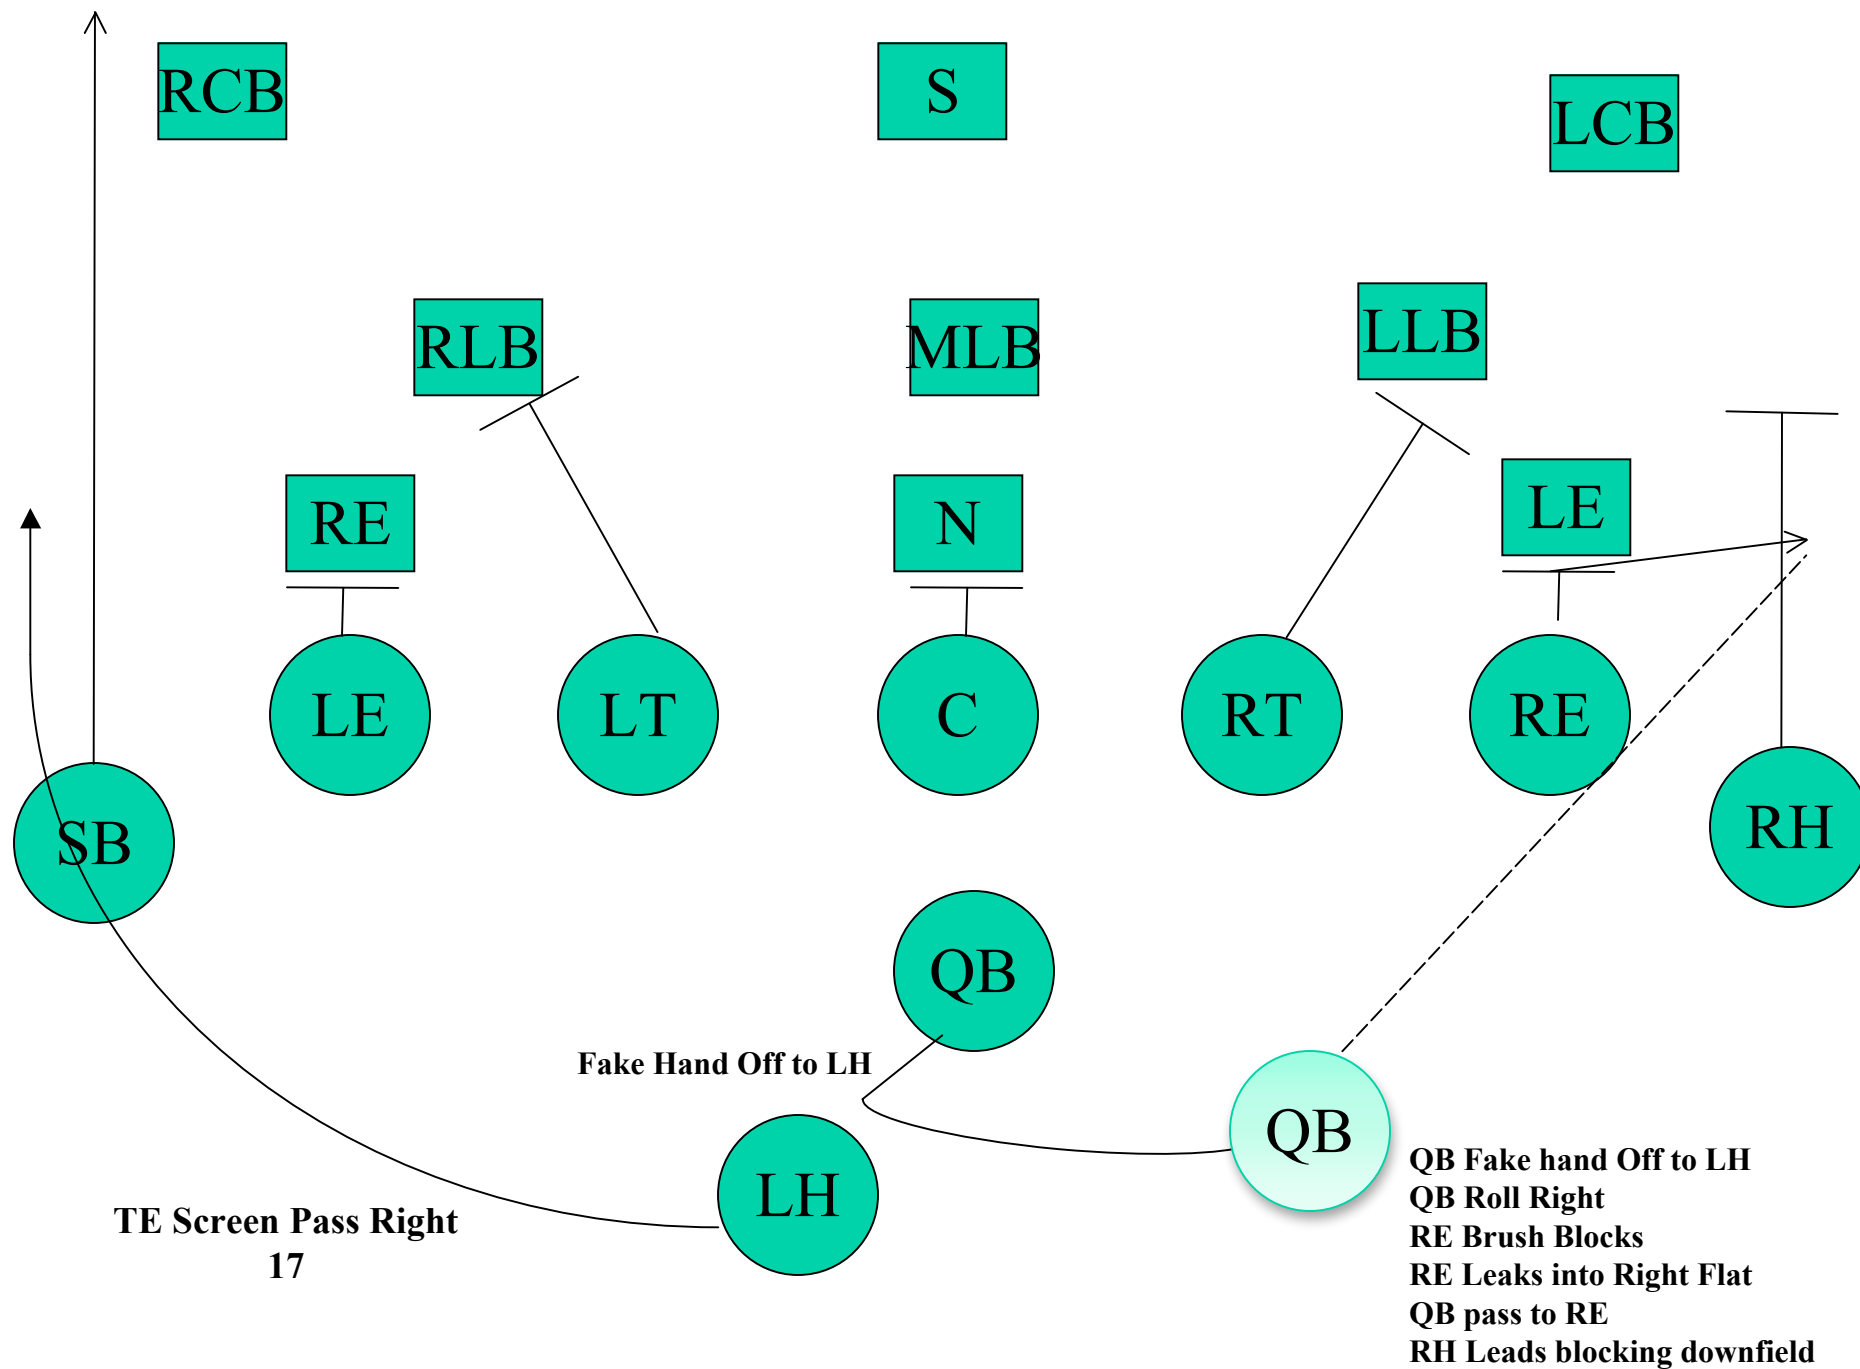 RCB
S
LCB
RLB
MLB
LLB
RE
N
LE
LE
LT
C
RT
RE
SB
RH
QB
Fake Hand Off to LH
QB
LH
TE Screen Pass Right
17
QB Fake hand Off to LH
QB Roll Right
RE Brush Blocks
RE Leaks into Right Flat
QB pass to RE
RH Leads blocking downfield